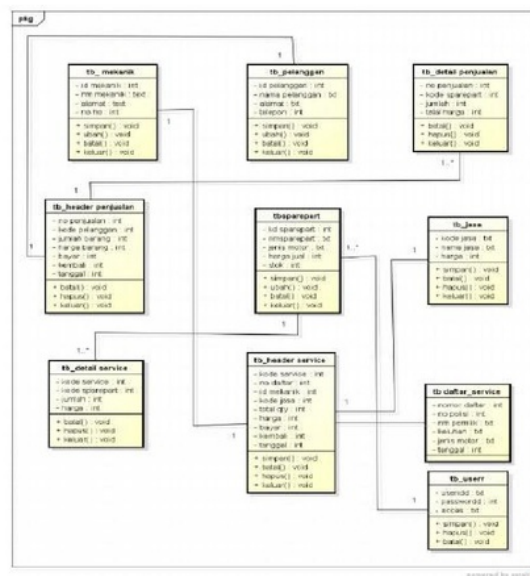 pkg
tb_ mekanik
- id mekanik : int
- nm mekanik : text
- alamat : text
- no hp : int
+ simpan() : void
+ ubah() : void
+ batal() : void
+ keluar() : void
tb_pelanggan
- id pelanggan : int
- nama pelanggan : txt
- alamat : txt
- telepon : int
+ simpan() : void
+ ubah() : void
+ batal() : void
+ keluar() : void
tb_detail penjualan
- no penjualan : int
- kode sparepart : int
- jumlah : int
- total harga : int
+ batal() : void
+ hapus() : void
+ keluar() : void
1
1
1
1..*
1
1
tb_header penjualan
- no penjualan : int
- kode pelanggan : int
- jumlah barang : int
- harga barang : int
- bayar : int
- kembali : int
- tanggal : int
+ batal() : void
+ hapus() : void
+ keluar() : void
tbsparepart
- kd sparepart : int
- nmsparepart : txt
- jenis motor : txt
- harga jual : int
- stok : int
+ simpan() : void
+ ubah() : void
+ batal() : void
+ keluar() : void
1..*
1
1
tb_jasa
- kode jasa : txt
- nama jasa : txt
- harga : int
+ simpan() : void
+ batal() : void
+ hapus() : void
+ keluar() : void
1..*
tb_detail service
- kode service : int
- kode sparepart : int
- jumlah : int
- harga : int
+ batal() : void
+ hapus() : void
+ keluar() : void
1
tb_header service
- kode service : int
- no daftar : int
- id mekanik : int
- kode jasa : int
- total qty : int
- harga : int
- bayar : int
- kembali : int
- tanggal : int
+ simpan() : void
+ batal() : void
+ hapus() : void
+ keluar() : void
1
1
tb daftar_service
- nomor daftar : int
- no polisi : int
- nm pemilik : txt
- keluhan : txt
- jenis motor : txt
- tanggal : int
1
tb_userr
- useridd : txt
- passwordd : int
- akses : txt
+ simpan() : void
+ hapus() : void
+ batal() : void
powered by Astah